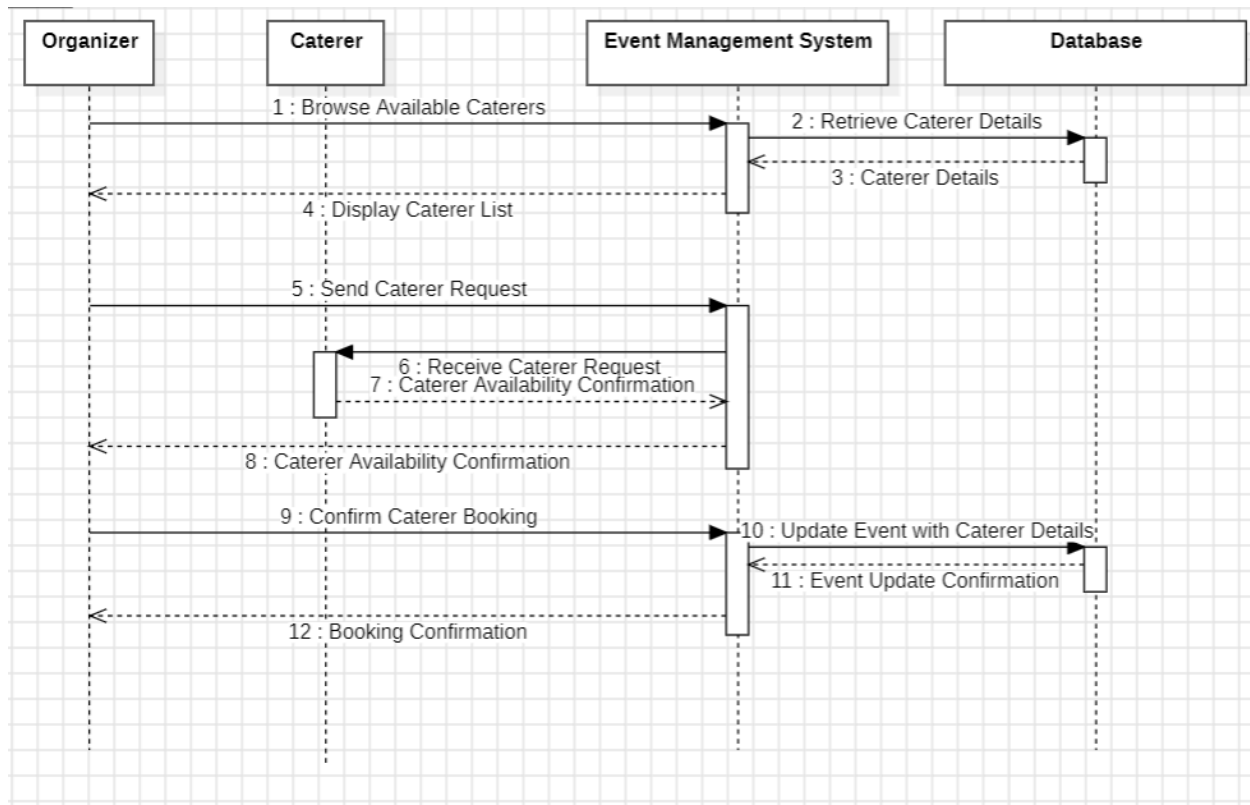 Organizer
Caterer
Event Management System
Database
1 : Browse Available Caterers
2 : Retrieve Caterer Details
3 : Caterer Details
4 : Display Caterer List
5 : Send Caterer Request
6 : Receive Caterer Request
7 : Caterer Availability Confirmation
8 : Caterer Availability Confirmation
9 : Confirm Caterer Booking
10 : Update Event with Caterer Details
11 : Event Update Confirmation
12 : Booking Confirmation